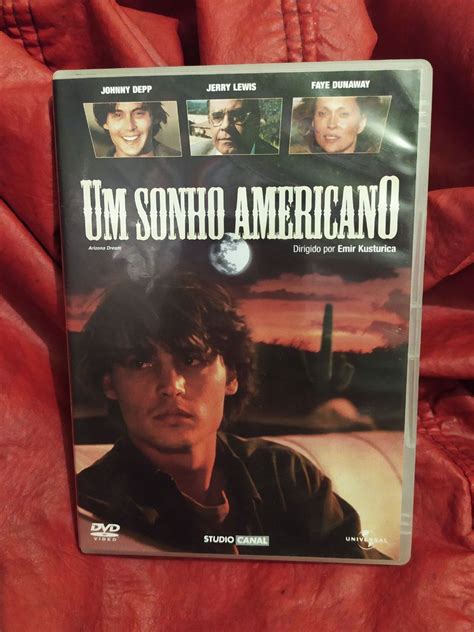 JOHNNY DEPP JERRY LEWIS FAYE DUNAWAY
UM SONHO AMERICANO
Arizona Dream
Dirigido por Emir Kusturica
DVD
VIDEO
STUDIO CANAL
UNIVERSAL